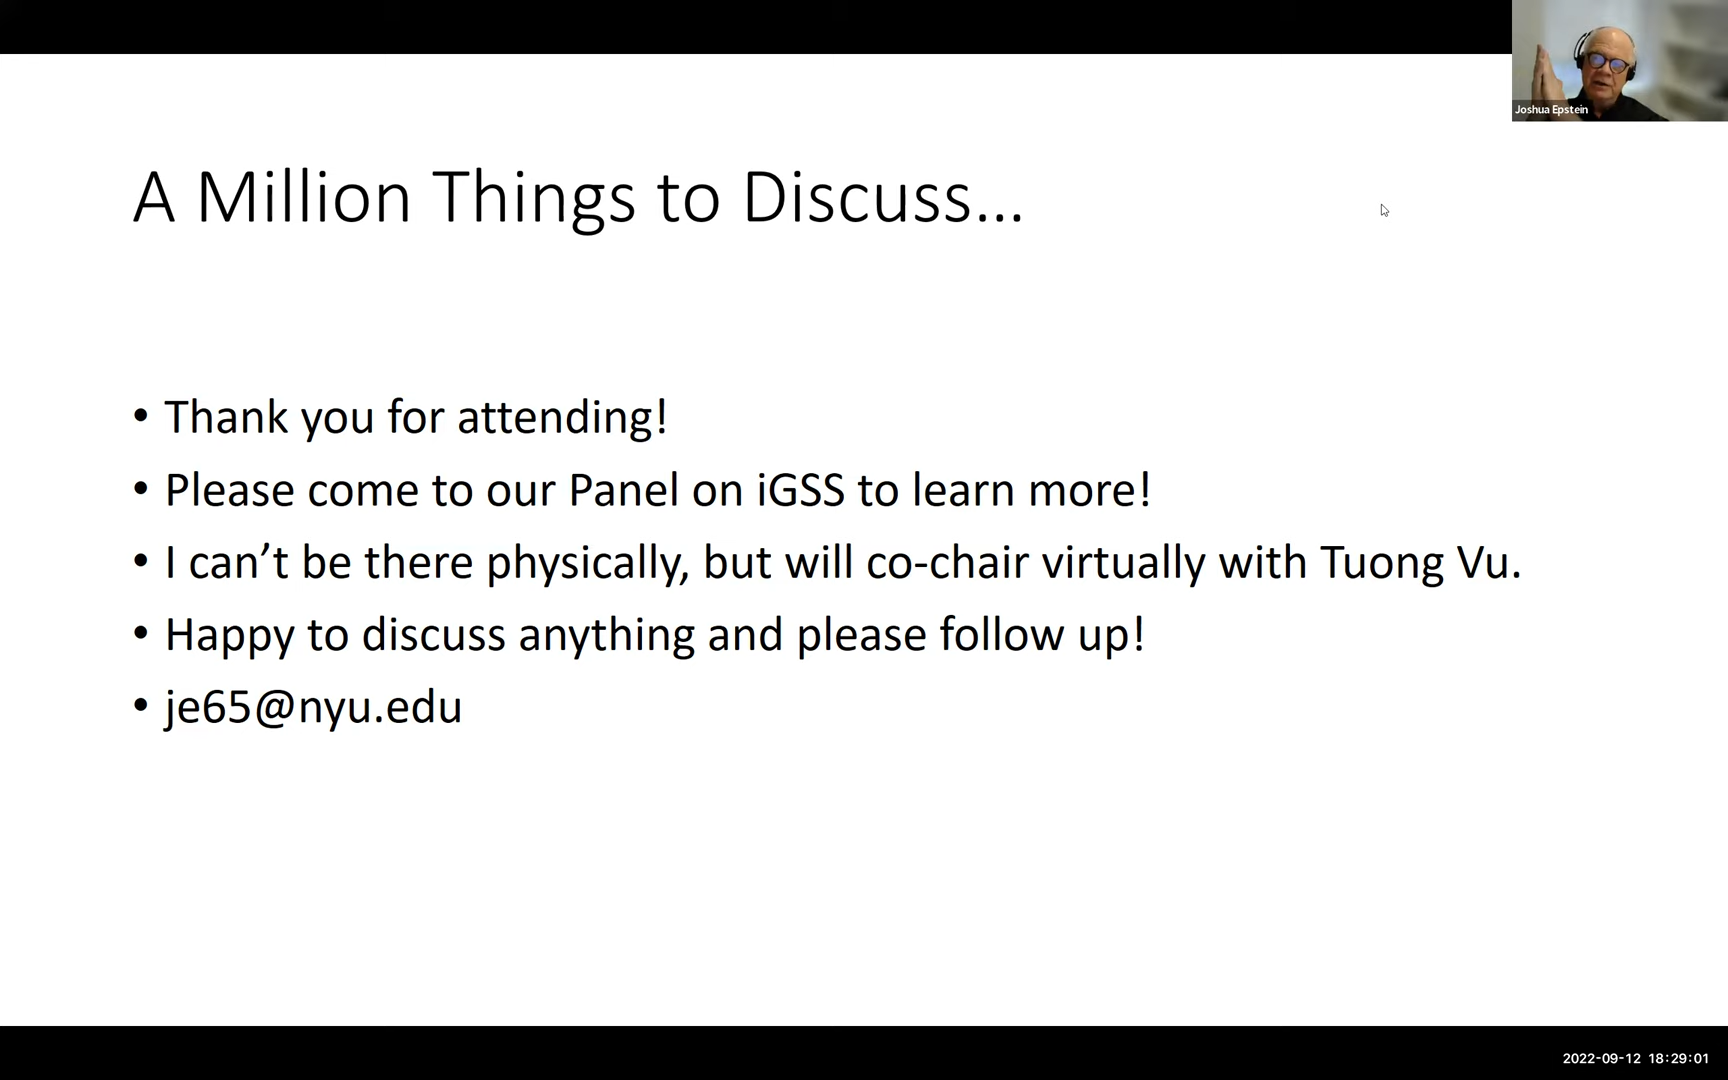 Joshua Epstein
A Million Things to Discuss…
• Thank you for attending!
• Please come to our Panel on iGSS to learn more!
• I can’t be there physically, but will co-chair virtually with Tuong Vu.
• Happy to discuss anything and please follow up!
• je65@nyu.edu
2022-09-12 18:29:01